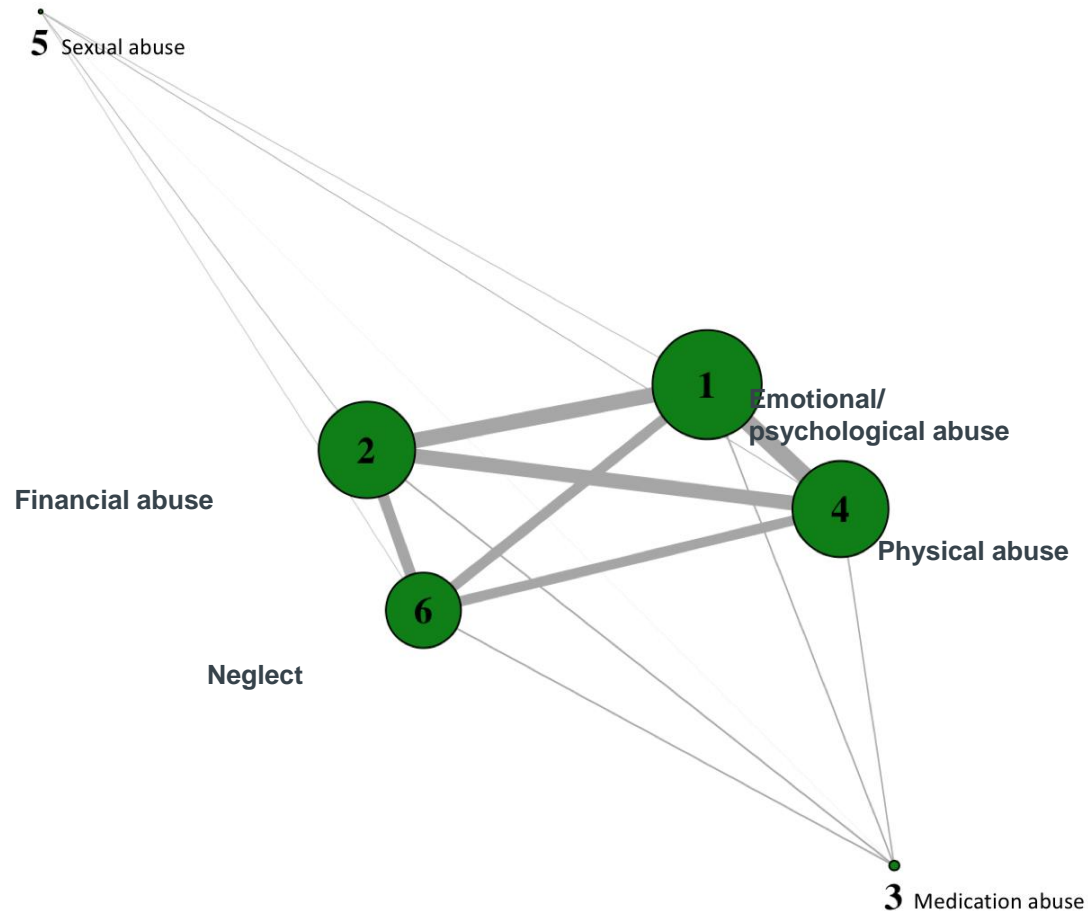 5 Sexual abuse
1
Emotional/
psychological abuse
2
4
Financial abuse
Physical abuse
6
Neglect
3 Medication abuse